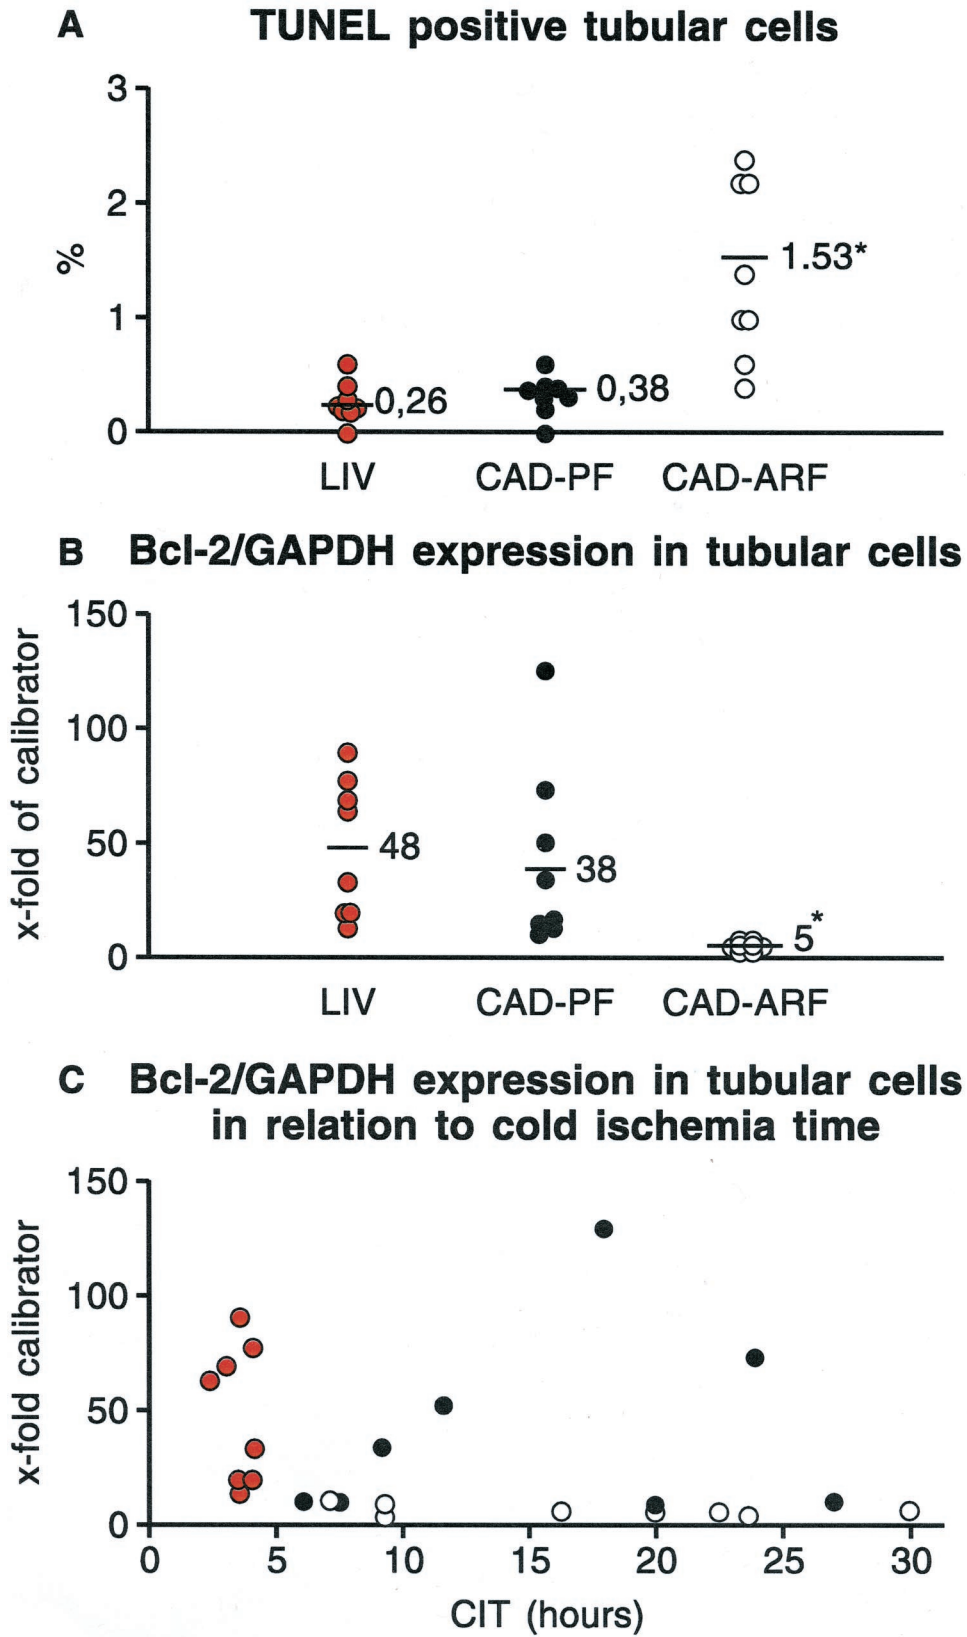 A TUNEL positive tubular cells
3
2
1
0
%
1.53*
0,26
0,38
LIV CAD-PF CAD-ARF
B Bcl-2/GAPDH expression in tubular cells
150
100
50
0
x-fold of calibrator
48
38
5*
LIV CAD-PF CAD-ARF
C Bcl-2/GAPDH expression in tubular cells
in relation to cold ischemia time
150
100
50
0
x-fold calibrator
0 5 10 15 20 25 30
CIT (hours)